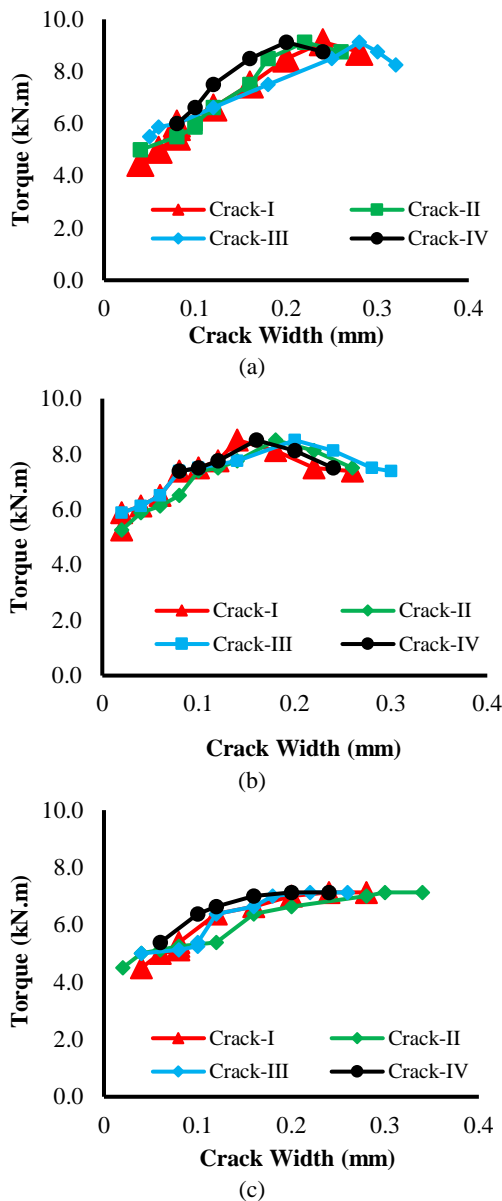 10.0
8.0
6.0
4.0
2.0
0.0
Torque (kN.m)
Crack-I Crack-II
Crack-III Crack-IV
0 0.1 0.2 0.3 0.4
Crack Width (mm)
(a)
10.0
8.0
6.0
4.0
2.0
0.0
Torque (kN.m)
Crack-I Crack-II
Crack-III Crack-IV
0 0.1 0.2 0.3 0.4
Crack Width (mm)
(b)
10.0
8.0
6.0
4.0
2.0
0.0
Torque (kN.m)
Crack-I Crack-II
Crack-III Crack-IV
0 0.1 0.2 0.3 0.4
Crack Width (mm)
(c)